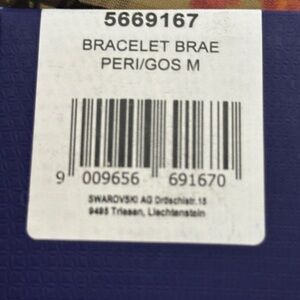 5669167
BRACELET BRAE
PERI/GOS M
9 009656 691670
SWAROVSKI AG Dröschistr.15
9495 Triesen, Liechtenstein